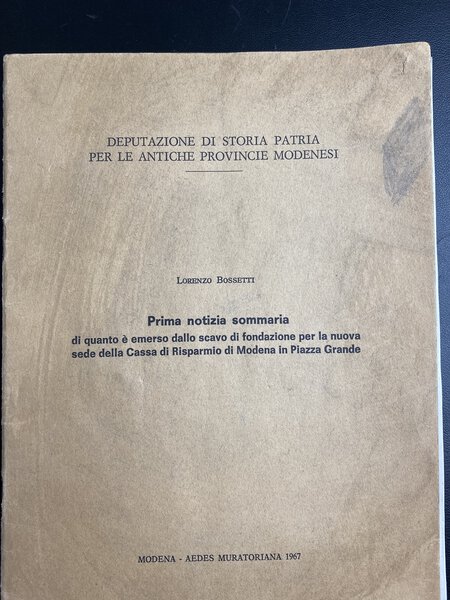 DEPUTAZIONE DI STORIA PATRIA
PER LE ANTICHE PROVINCIE MODENESI
LORENZO BOSSETTI
Prima notizia sommaria
di quanto è emerso dallo scavo di fondazione per la nuova
sede della Cassa di Risparmio di Modena in Piazza Grande
MODENA - AEDES MURATORIANA 1967